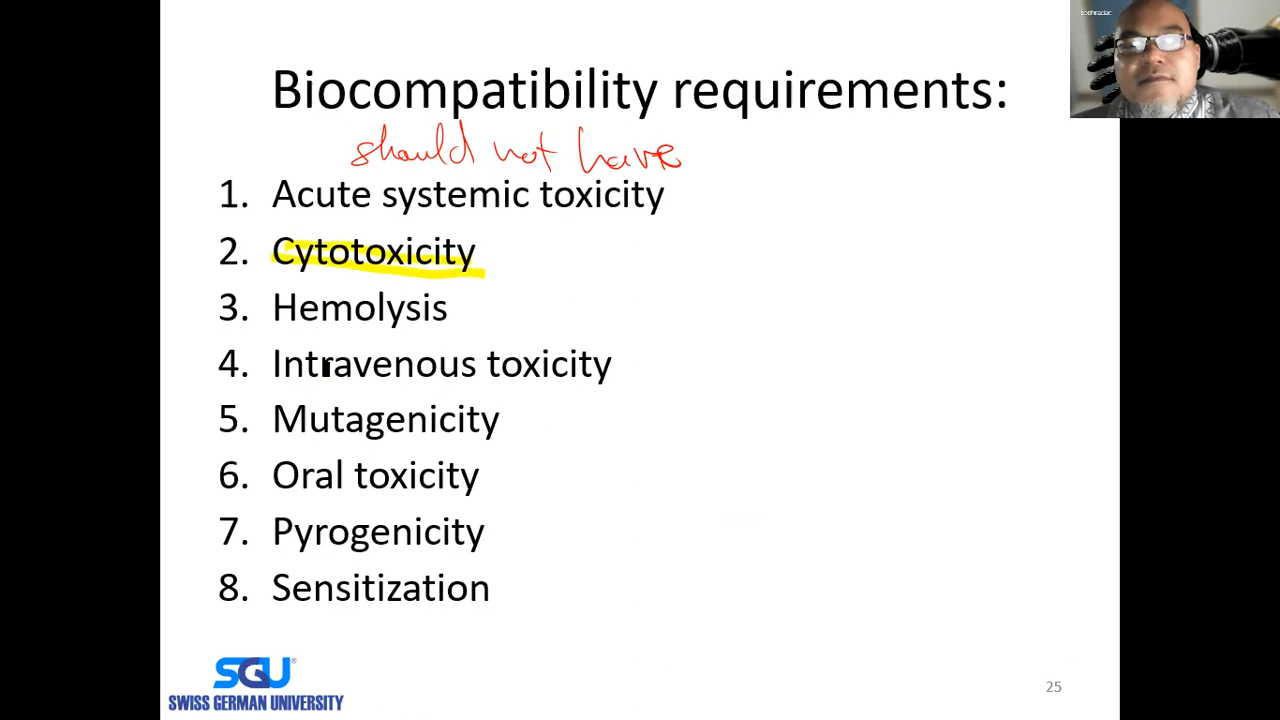 techradar.
Biocompatibility requirements:
should not have
1. Acute systemic toxicity
2. Cytotoxicity
3. Hemolysis
4. Intravenous toxicity
5. Mutagenicity
6. Oral toxicity
7. Pyrogenicity
8. Sensitization
SGU®
SWISS GERMAN UNIVERSITY
25